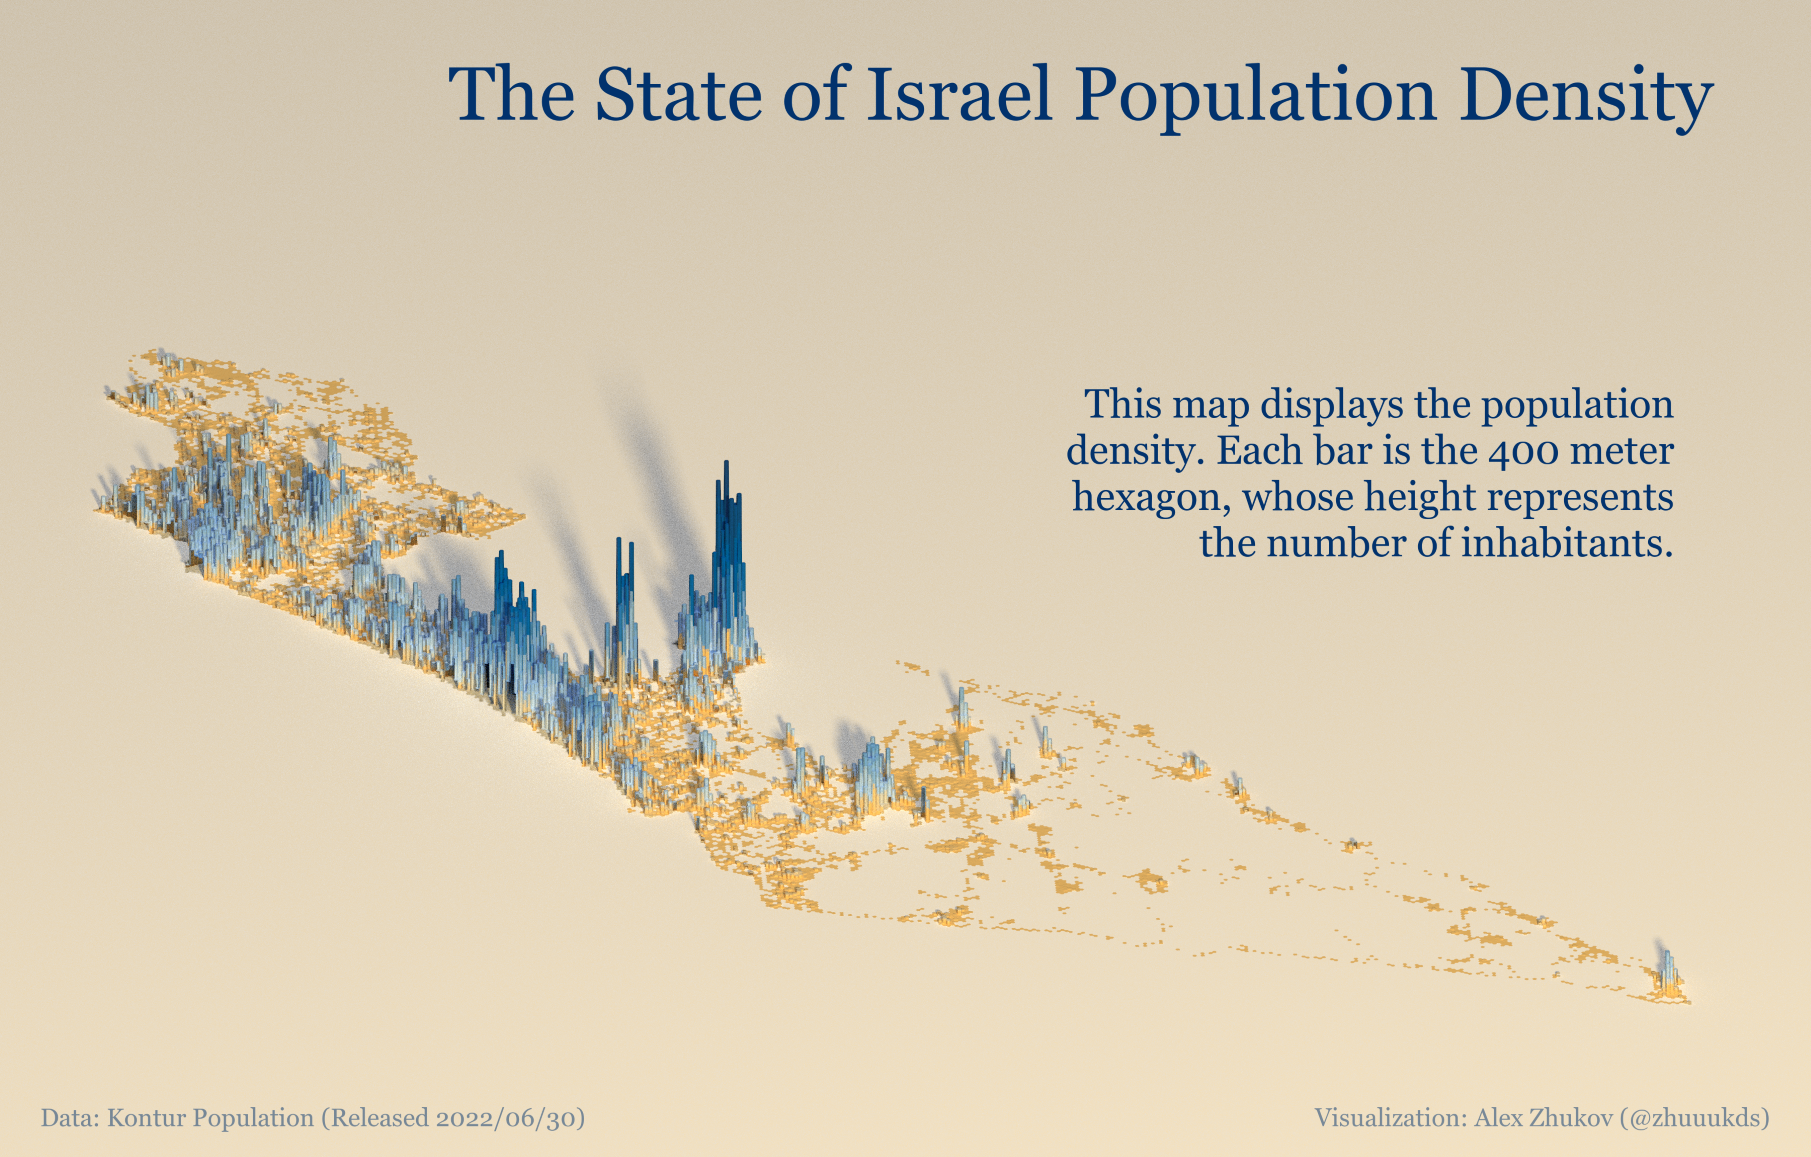 The State of Israel Population Density
This map displays the population
density. Each bar is the 400 meter
hexagon, whose height represents
the number of inhabitants.
Data: Kontur Population (Released 2022/06/30)
Visualization: Alex Zhukov (@zhuuukds)